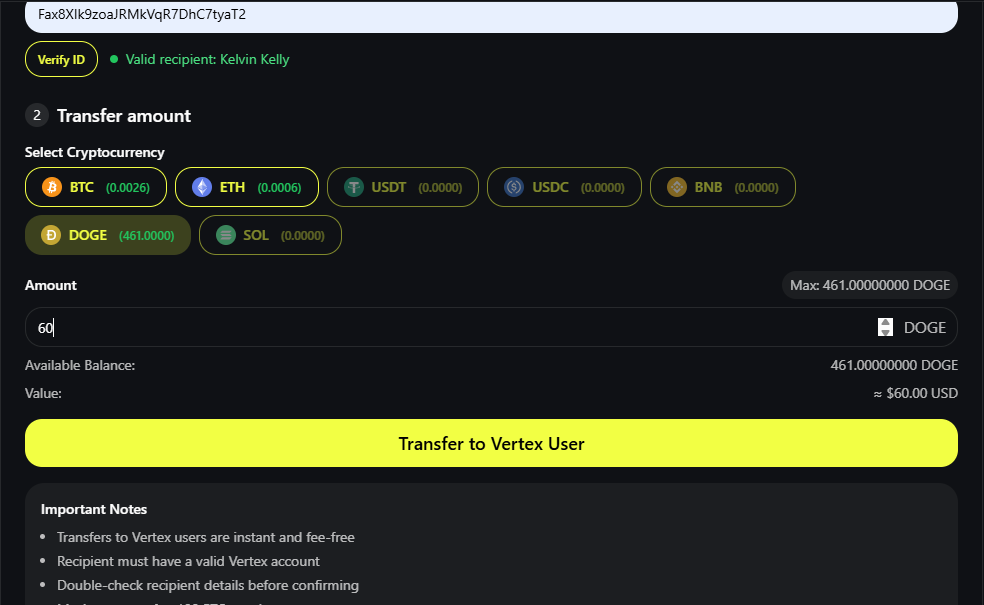 Fax8Xlk9zoaJRMkVqR7DhC7tyaT2
Verify ID Valid recipient: Kelvin Kelly
2 Transfer amount
Select Cryptocurrency
BTC (0.0026) ETH (0.0006) USDT (0.0000) USDC (0.0000) BNB (0.0000)
DOGE (461.0000) SOL (0.0000)
Amount Max: 461.00000000 DOGE
60 DOGE
Available Balance: 461.00000000 DOGE
Value: ≈ $60.00 USD
Transfer to Vertex User
Important Notes
Transfers to Vertex users are instant and fee-free
Recipient must have a valid Vertex account
Double-check recipient details before confirming